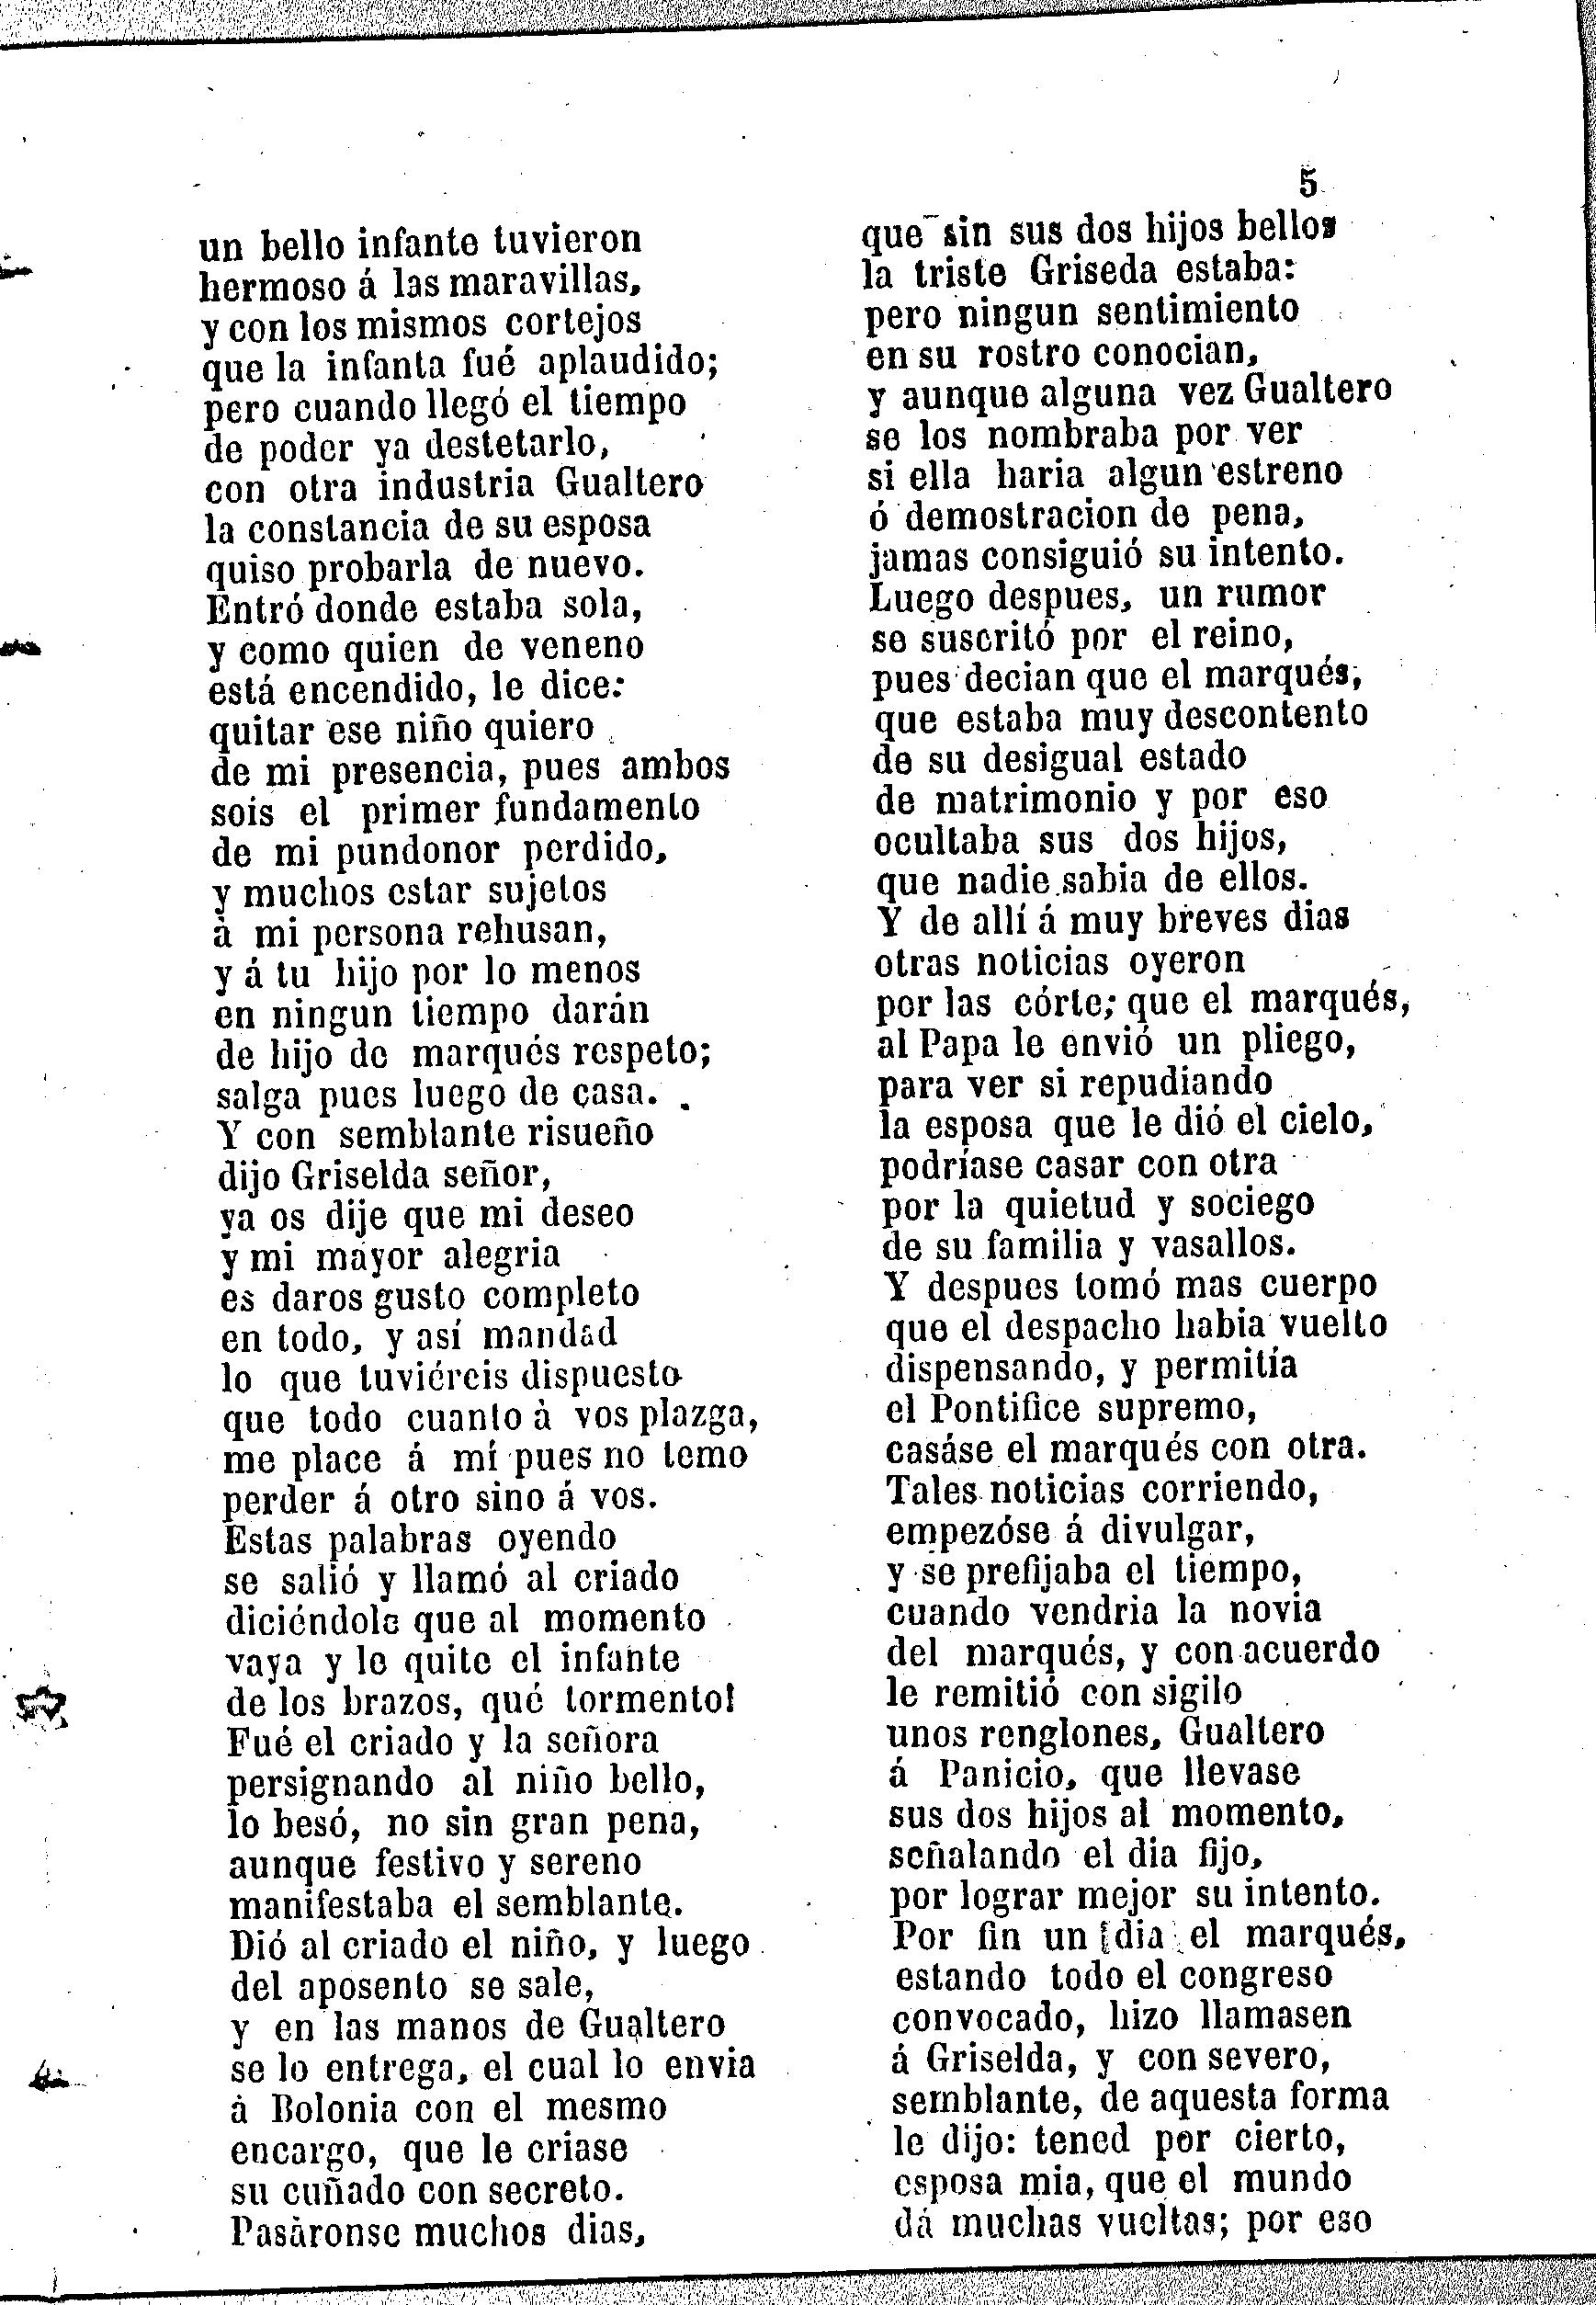 5
un bello infante tuvieron
hermoso á las maravillas,
y con los mismos cortejos
que la infanta fué aplaudido;
pero cuando llegó el tiempo
de poder ya destetarlo,
con otra industria Gualtero
la constancia de su esposa
quiso probarla de nuevo.
Entró donde estaba sola,
y como quien de veneno
está encendido, le dice:
quitar ese niño quiero
de mi presencia, pues ambos
sois el primer fundamento
de mi pundonor perdido,
y muchos estar sujetos
à mi persona rehusan,
y á tu hijo por lo menos
en ningun tiempo darán
de hijo de marqués respeto;
salga pues luego de casa.
Y con semblante risueño
dijo Griselda señor,
ya os dije que mi deseo
y mi mayor alegria
es daros gusto completo
en todo, y así mandad
lo que tuviéreis dispuesto
que todo cuanto à vos plazga,
me place á mí pues no temo
perder á otro sino á vos.
Estas palabras oyendo
se salió y llamó al criado
diciéndole que al momento
vaya y le quite el infante
de los brazos, qué tormento!
Fué el criado y la señora
persignando al niño bello,
lo besó, no sin gran pena,
aunque festivo y sereno
manifestaba el semblante.
Dió al criado el niño, y luego
del aposento se sale,
y en las manos de Gualtero
se lo entrega, el cual lo envia
à Bolonia con el mesmo
encargo, que le criase
su cuñado con secreto.
Pasàronse muchos dias,
que sin sus dos hijos bellos
la triste Griseda estaba:
pero ningun sentimiento
en su rostro conocian,
y aunque alguna vez Gualtero
se los nombraba por ver
si ella haria algun estreno
ó demostracion de pena,
jamas consiguió su intento.
Luego despues, un rumor
se suscritó por el reino,
pues decian que el marqués,
que estaba muy descontento
de su desigual estado
de matrimonio y por eso
ocultaba sus dos hijos,
que nadie sabia de ellos.
Y de allí á muy breves dias
otras noticias oyeron
por las córte; que el marqués,
al Papa le envió un pliego,
para ver si repudiando
la esposa que le dió el cielo,
podríase casar con otra
por la quietud y sociego
de su familia y vasallos.
Y despues tomó mas cuerpo
que el despacho habia vuelto
dispensando, y permitía
el Pontifice supremo,
casáse el marqués con otra.
Tales noticias corriendo,
empezóse á divulgar,
y se prefijaba el tiempo,
cuando vendria la novia
del marqués, y con acuerdo
le remitió con sigilo
unos renglones, Gualtero
á Panicio, que llevase
sus dos hijos al momento,
señalando el dia fijo,
por lograr mejor su intento.
Por fin un dia el marqués,
estando todo el congreso
convocado, hizo llamasen
á Griselda, y con severo,
semblante, de aquesta forma
le dijo: tened por cierto,
esposa mia, que el mundo
dá muchas vueltas; por eso